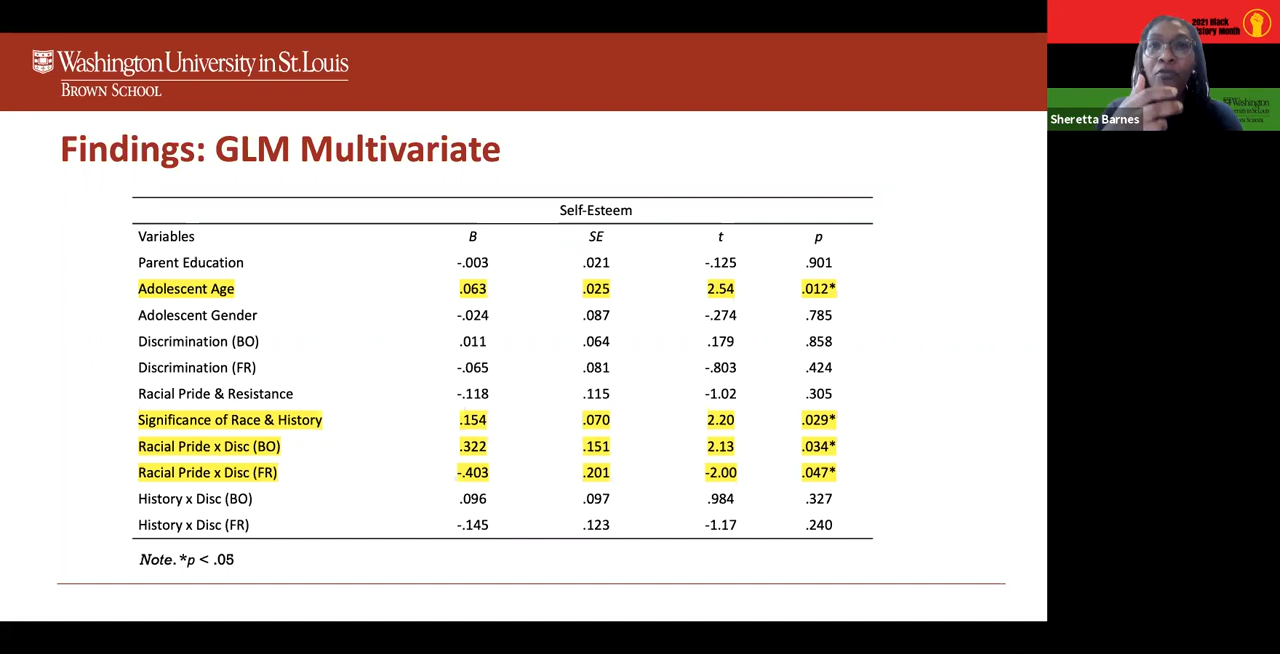 Washington University in St. Louis
BROWN SCHOOL
2021 Black
History Month
Sheretta Barnes
Washington
Findings: GLM Multivariate
Self-Esteem
Variables B SE t p
Parent Education -.003 .021 -.125 .901
Adolescent Age .063 .025 2.54 .012*
Adolescent Gender -.024 .087 -.274 .785
Discrimination (BO) .011 .064 .179 .858
Discrimination (FR) -.065 .081 -.803 .424
Racial Pride & Resistance -.118 .115 -1.02 .305
Significance of Race & History .154 .070 2.20 .029*
Racial Pride x Disc (BO) .322 .151 2.13 .034*
Racial Pride x Disc (FR) -.403 .201 -2.00 .047*
History x Disc (BO) .096 .097 .984 .327
History x Disc (FR) -.145 .123 -1.17 .240
Note. *p < .05